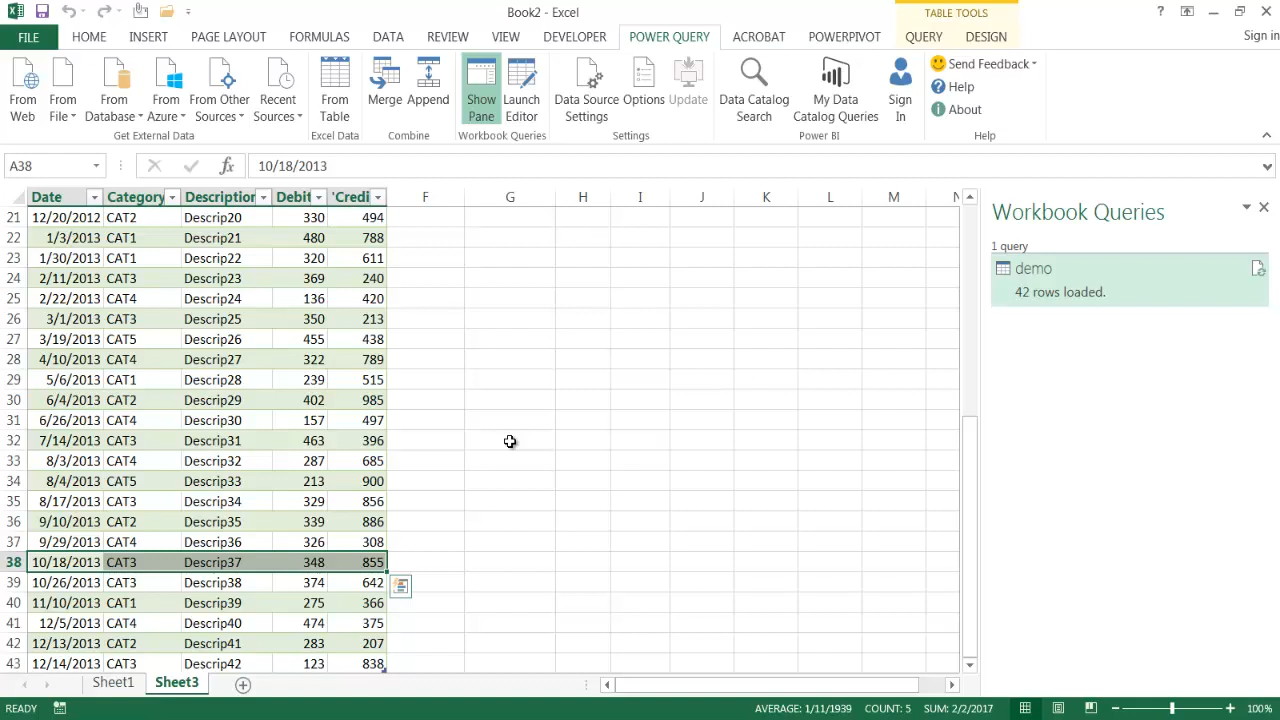 Book2 - Excel
TABLE TOOLS
?
FILE
HOME
INSERT
PAGE LAYOUT
FORMULAS
DATA
REVIEW
VIEW
DEVELOPER
POWER QUERY
ACROBAT
POWERPIVOT
QUERY
DESIGN
Sign in
From Web
From File
From Database
From Azure
From Other Sources
Recent Sources
From Table
Merge
Append
Show Pane
Launch Editor
Data Source Settings
Options
Update
Data Catalog Search
My Data Catalog Queries
Sign In
Send Feedback
Help
About
Get External Data
Excel Data
Combine
Workbook Queries
Settings
Power BI
Help
A38
fx
10/18/2013
Date Category Description Debit 'Credi F G H I J K L M N
21 12/20/2012 CAT2 Descrip20 330 494
22 1/3/2013 CAT1 Descrip21 480 788
23 1/30/2013 CAT1 Descrip22 320 611
24 2/11/2013 CAT3 Descrip23 369 240
25 2/22/2013 CAT4 Descrip24 136 420
26 3/1/2013 CAT3 Descrip25 350 213
27 3/19/2013 CAT5 Descrip26 455 438
28 4/10/2013 CAT4 Descrip27 322 789
29 5/6/2013 CAT1 Descrip28 239 515
30 6/4/2013 CAT2 Descrip29 402 985
31 6/26/2013 CAT4 Descrip30 157 497
32 7/14/2013 CAT3 Descrip31 463 396
33 8/3/2013 CAT4 Descrip32 287 685
34 8/4/2013 CAT5 Descrip33 213 900
35 8/17/2013 CAT3 Descrip34 329 856
36 9/10/2013 CAT2 Descrip35 339 886
37 9/29/2013 CAT4 Descrip36 326 308
38 10/18/2013 CAT3 Descrip37 348 855
39 10/26/2013 CAT3 Descrip38 374 642
40 11/10/2013 CAT1 Descrip39 275 366
41 12/5/2013 CAT4 Descrip40 474 375
42 12/13/2013 CAT2 Descrip41 283 207
43 12/14/2013 CAT3 Descrip42 123 838
Workbook Queries
1 query
demo
42 rows loaded.
Sheet1
Sheet3
READY
AVERAGE: 1/11/1939
COUNT: 5
SUM: 2/2/2017
100%